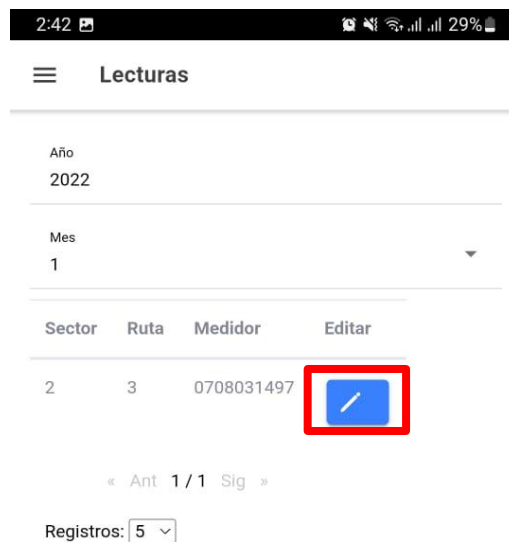 2:42 29%
Lecturas
Año
2022
Mes
1
Sector Ruta Medidor Editar
2 3 0708031497
« Ant 1 / 1 Sig »
Registros: 5